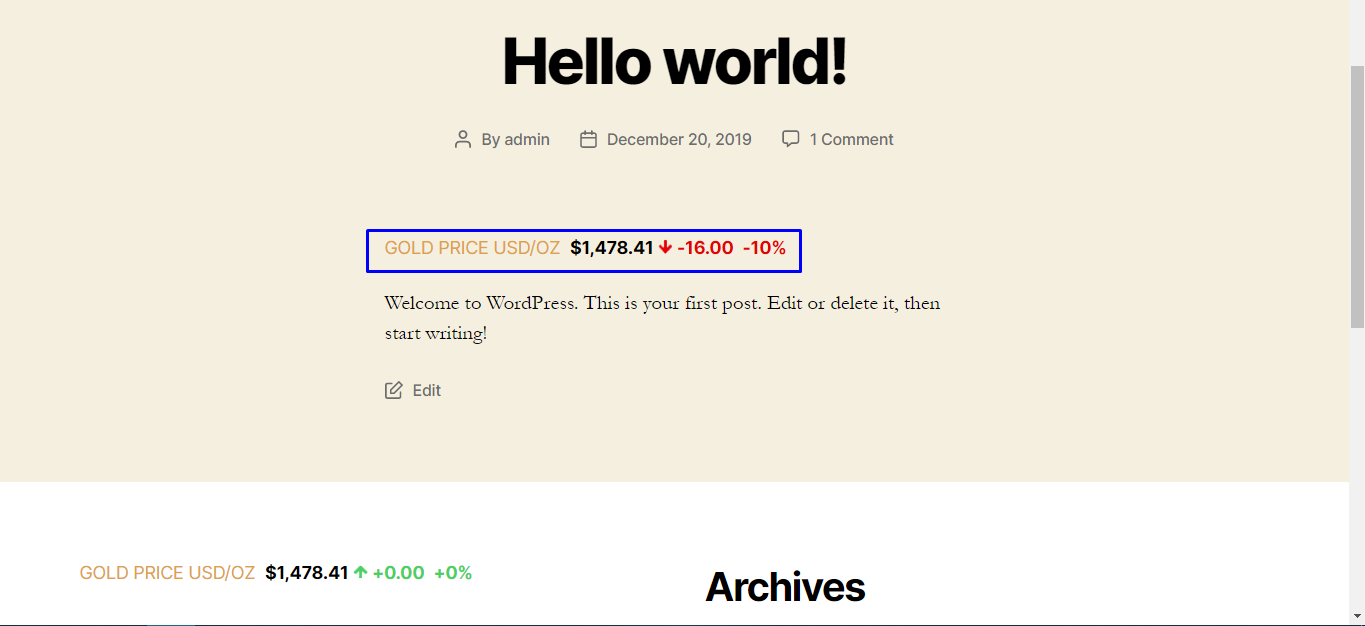 Hello world!
By admin December 20, 2019 1 Comment
GOLD PRICE USD/OZ $1,478.41 -16.00 -10%
Welcome to WordPress. This is your first post. Edit or delete it, then
start writing!
Edit
GOLD PRICE USD/OZ $1,478.41 +0.00 +0%
Archives